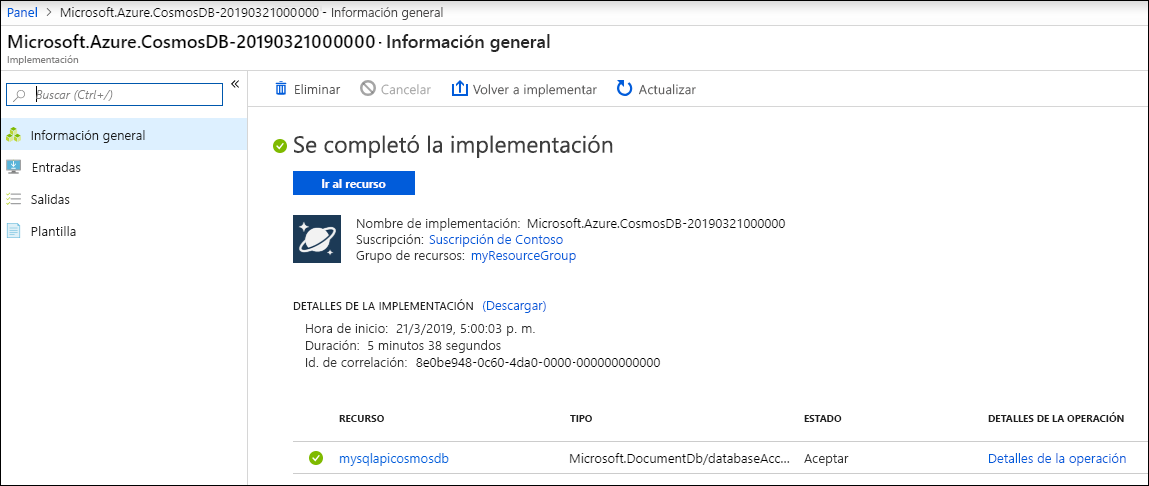 Panel > Microsoft.Azure.CosmosDB-20190321000000 - Información general
Microsoft.Azure.CosmosDB-20190321000000 - Información general
Implementación
Buscar (Ctrl+/)
«
Información general
Entradas
Salidas
Plantilla
Eliminar Cancelar Volver a implementar Actualizar
Se completó la implementación
Ir al recurso
Nombre de implementación: Microsoft.Azure.CosmosDB-20190321000000
Suscripción: Suscripción de Contoso
Grupo de recursos: myResourceGroup
DETALLES DE LA IMPLEMENTACIÓN (Descargar)
Hora de inicio: 21/3/2019, 5:00:03 p. m.
Duración: 5 minutos 38 segundos
Id. de correlación: 8e0be948-0c60-4da0-0000-000000000000
RECURSO TIPO ESTADO DETALLES DE LA OPERACIÓN
mysqlapicosmosdb Microsoft.DocumentDb/databaseAcc... Aceptar Detalles de la operación